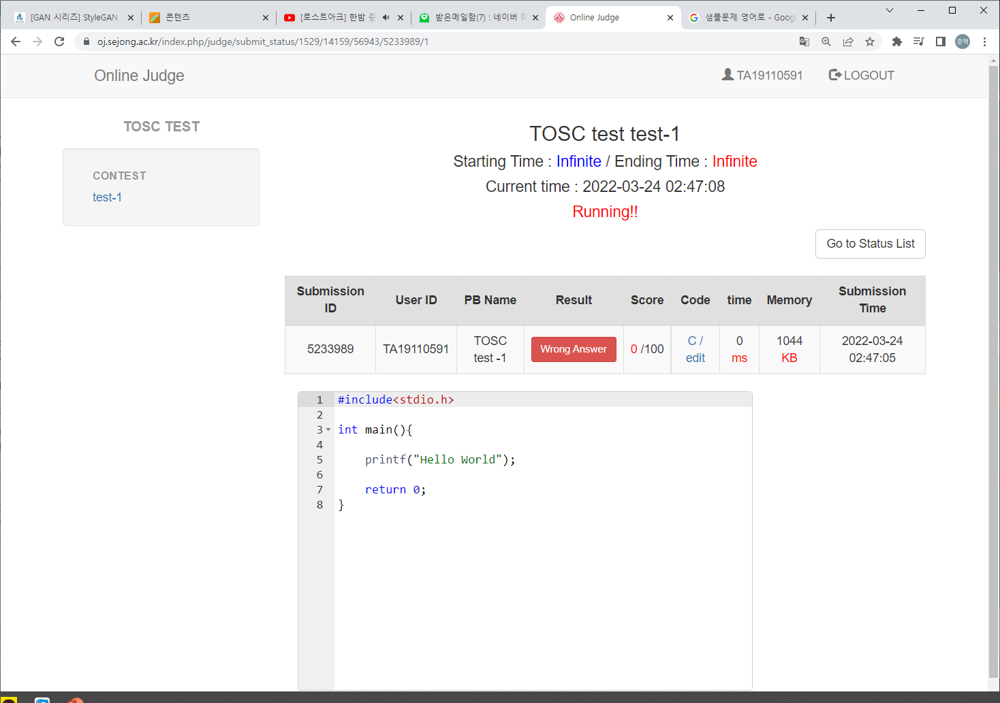 [GAN 시리즈] StyleGAN
콘텐츠
[로스트아크] 한밤 중
받은메일함(7) : 네이버 메
Online Judge
샘플문제 영어로 - Goog
oj.sejong.ac.kr/index.php/judge/submit_status/1529/14159/56943/5233989/1
준혁
Online Judge
TA19110591
LOGOUT
TOSC TEST
CONTEST
test-1
TOSC test test-1
Starting Time : Infinite / Ending Time : Infinite
Current time : 2022-03-24 02:47:08
Running!!
Go to Status List
Submission ID User ID PB Name Result Score Code time Memory Submission Time
5233989 TA19110591 TOSC test -1 Wrong Answer 0 /100 C / edit 0 ms 1044 KB 2022-03-24 02:47:05
1 #include<stdio.h>
2
3 int main(){
4
5 printf("Hello World");
6
7 return 0;
8 }